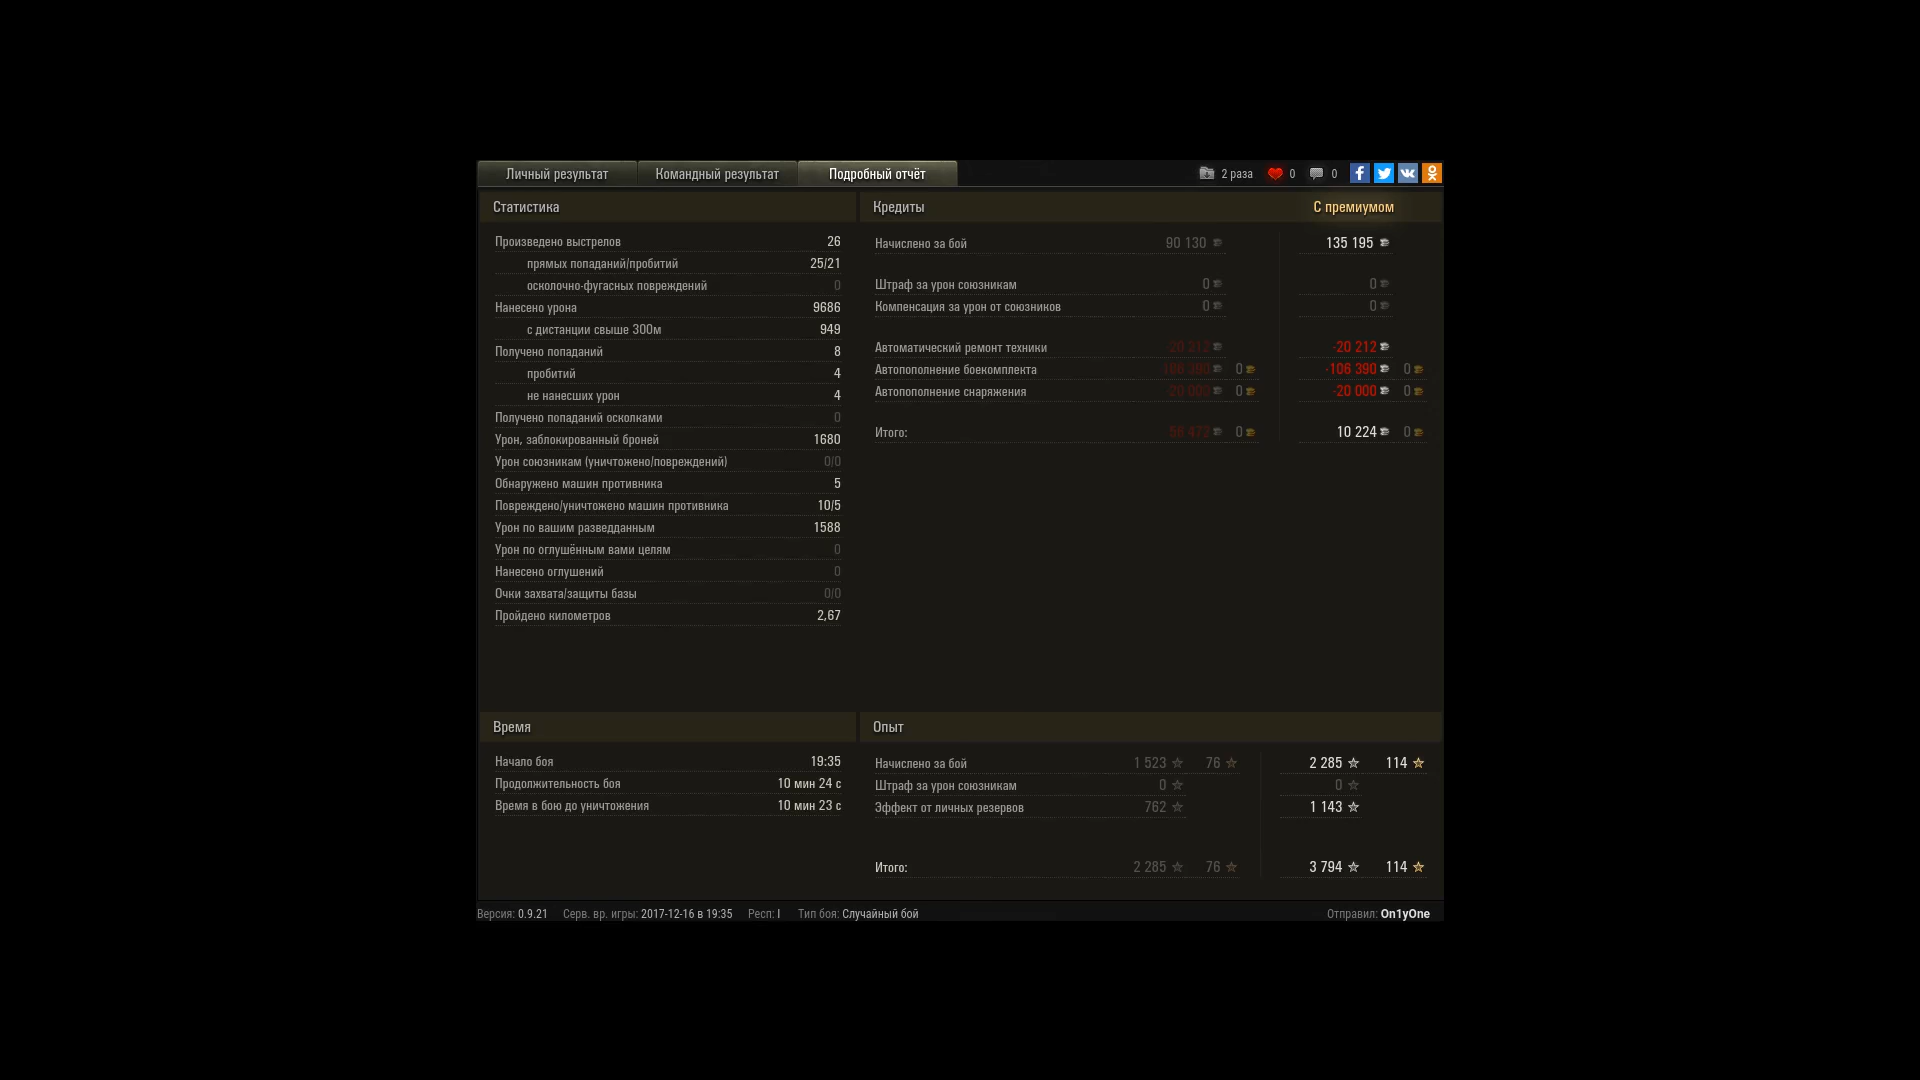 Личный результат Командный результат Подробный отчёт 2 раза 0 0
Статистика
Произведено выстрелов 26
прямых попаданий/пробитий 25/21
осколочно-фугасных повреждений 0
Нанесено урона 9686
с дистанции свыше 300м 949
Получено попаданий 8
пробитий 4
не нанесших урон 4
Получено попаданий осколками 0
Урон, заблокированный броней 1680
Урон союзникам (уничтожено/повреждений) 0/0
Обнаружено машин противника 5
Повреждено/уничтожено машин противника 10/5
Урон по вашим разведданным 1588
Урон по оглушённым вами целям 0
Нанесено оглушений 0
Очки захвата/защиты базы 0/0
Пройдено километров 2,67
Кредиты С премиумом
Начислено за бой 90 130 135 195
Штраф за урон союзникам 0 0
Компенсация за урон от союзников 0 0
Автоматический ремонт техники -20 212 -20 212
Автопополнение боекомплекта -106 390 0 -106 390 0
Автопополнение снаряжения -20 000 0 -20 000 0
Итого: -56 472 0 10 224 0
Время
Начало боя 19:35
Продолжительность боя 10 мин 24 с
Время в бою до уничтожения 10 мин 23 с
Опыт
Начислено за бой 1 523 76 2 285 114
Штраф за урон союзникам 0 0
Эффект от личных резервов 762 1 143
Итого: 2 285 76 3 794 114
Версия: 0.9.21 Серв. вр. игры: 2017-12-16 в 19:35 Респ: I Тип боя: Случайный бой Отправил: On1yOne